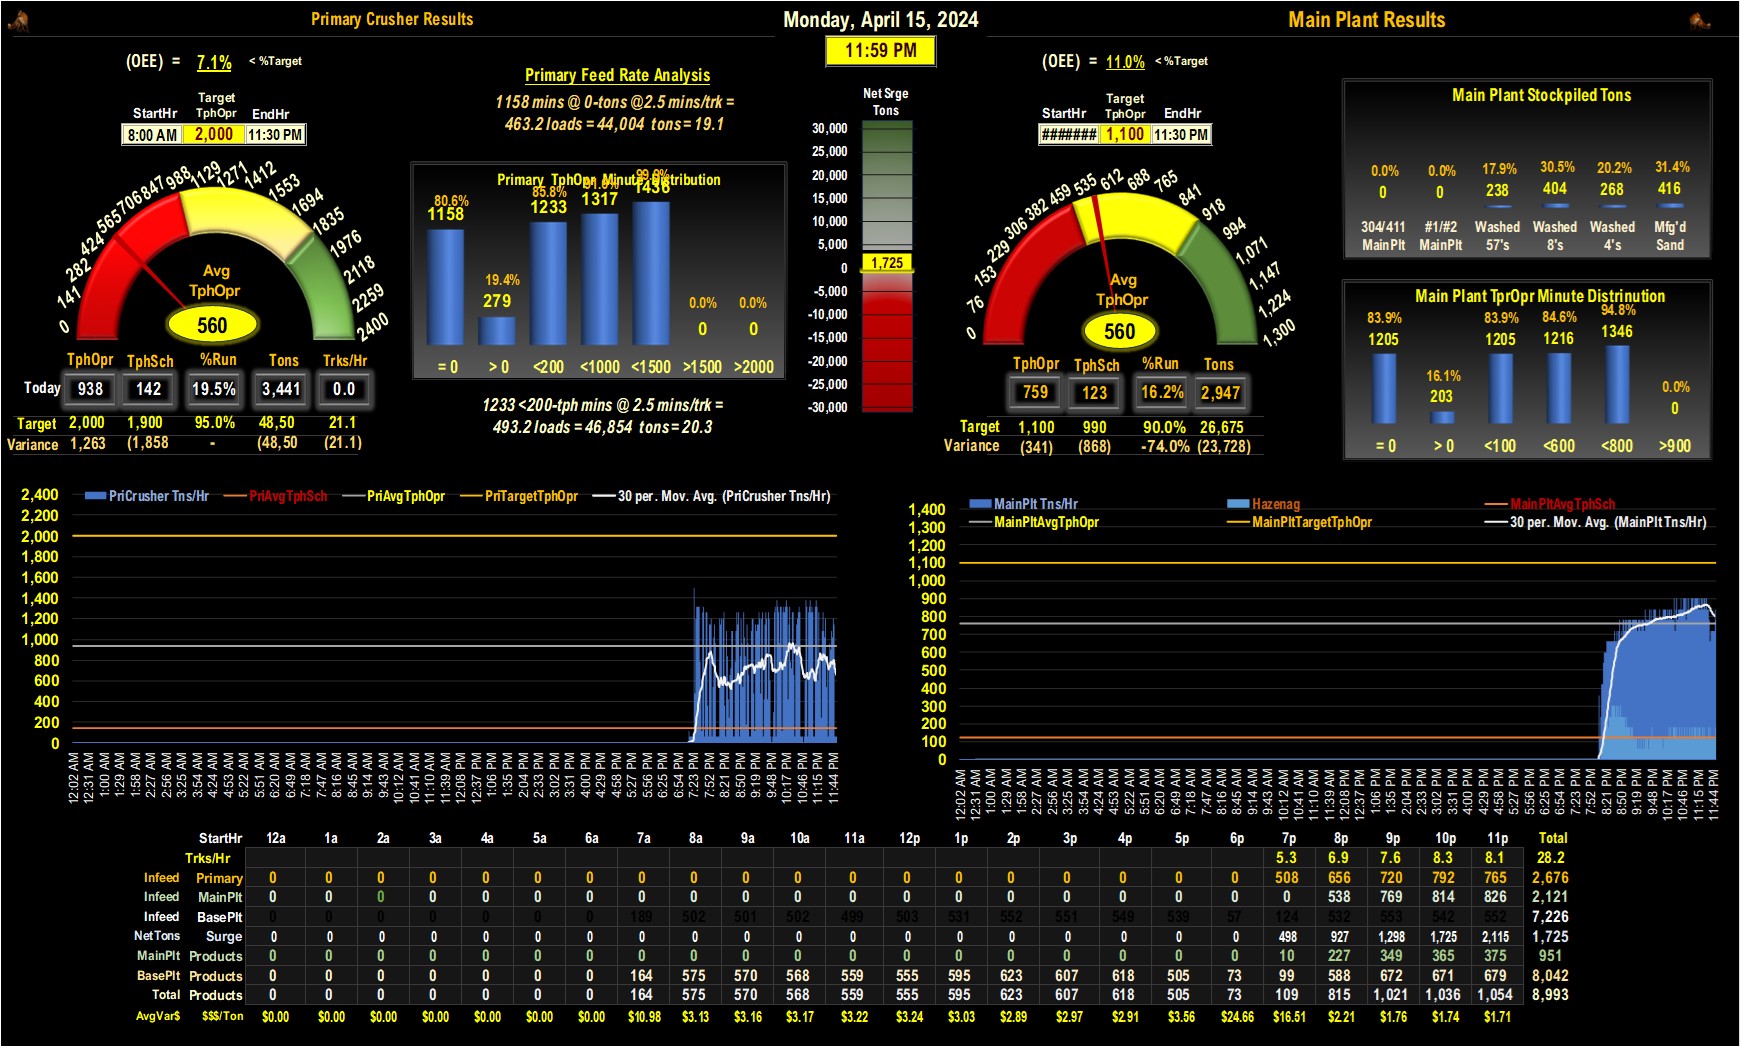 Primary Crusher Results
Monday, April 15, 2024
Main Plant Results
11:59 PM
(OEE) = 7.1% < %Target
Target
StartHr TphOpr EndHr
8:00 AM 2,000 11:30 PM
Primary Feed Rate Analysis
1158 mins @ 0-tons @2.5 mins/trk =
463.2 loads = 44,004 tons = 19.1
0 141 282 424 565 706 847 988 1129 1271 1412 1553 1694 1835 1976 2118 2259 2400
Avg
TphOpr
560
Primary TphOpr Minute Distribution
80.6% 19.4% 85.8% 91.6% 99.9% 0.0% 0.0%
1158 279 1233 1317 1436 0 0
= 0 > 0 <200 <1000 <1500 >1500 >2000
1233 <200-tph mins @ 2.5 mins/trk =
493.2 loads = 46,854 tons = 20.3
TphOpr TphSch %Run Tons Trks/Hr
Today 938 142 19.5% 3,441 0.0
Target 2,000 1,900 95.0% 48,50 21.1
Variance 1,263 (1,858 - (48,50 (21.1)
Net Srge
Tons
30,000
25,000
20,000
15,000
10,000
5,000
0
1,725
-5,000
-10,000
-15,000
-20,000
-25,000
-30,000
(OEE) = 11.0% < %Target
Target
StartHr TphOpr EndHr
####### 1,100 11:30 PM
0 76 153 229 306 382 459 535 612 688 765 841 918 994 1,071 1,147 1,224 1,300
Avg
TphOpr
560
TphOpr TphSch %Run Tons
759 123 16.2% 2,947
Target 1,100 990 90.0% 26,675
Variance (341) (868) -74.0% (23,728)
Main Plant Stockpiled Tons
0.0% 0.0% 17.9% 30.5% 20.2% 31.4%
0 0 238 404 268 416
304/411 #1/#2 Washed Washed Washed Mfg'd
MainPlt MainPlt 57's 8's 4's Sand
Main Plant TprOpr Minute Distrinution
83.9% 16.1% 83.9% 84.6% 94.8% 0.0%
1205 203 1205 1216 1346 0
= 0 > 0 <100 <600 <800 >900
PriCrusher Tns/Hr PriAvgTphSch PriAvgTphOpr PriTargetTphOpr 30 per. Mov. Avg. (PriCrusher Tns/Hr)
2,400
2,200
2,000
1,800
1,600
1,400
1,200
1,000
800
600
400
200
0
12:02 AM 12:31 AM 1:00 AM 1:29 AM 1:58 AM 2:27 AM 2:56 AM 3:25 AM 3:54 AM 4:24 AM 4:53 AM 5:22 AM 5:51 AM 6:20 AM 6:49 AM 7:18 AM 7:47 AM 8:16 AM 8:45 AM 9:14 AM 9:43 AM 10:12 AM 10:41 AM 11:10 AM 11:39 AM 12:08 PM 12:37 PM 1:06 PM 1:35 PM 2:04 PM 2:33 PM 3:02 PM 3:31 PM 4:00 PM 4:29 PM 4:58 PM 5:27 PM 5:56 PM 6:25 PM 6:54 PM 7:23 PM 7:52 PM 8:21 PM 8:50 PM 9:19 PM 9:48 PM 10:17 PM 10:46 PM 11:15 PM 11:44 PM
MainPlt Tns/Hr Hazenag MainPltAvgTphSch
MainPltAvgTphOpr MainPltTargetTphOpr 30 per. Mov. Avg. (MainPlt Tns/Hr)
1,400
1,300
1,200
1,100
1,000
900
800
700
600
500
400
300
200
100
0
12:02 AM 12:31 AM 1:00 AM 1:29 AM 1:58 AM 2:27 AM 2:56 AM 3:25 AM 3:54 AM 4:24 AM 4:53 AM 5:22 AM 5:51 AM 6:20 AM 6:49 AM 7:18 AM 7:47 AM 8:16 AM 8:45 AM 9:14 AM 9:43 AM 10:12 AM 10:41 AM 11:10 AM 11:39 AM 12:08 PM 12:37 PM 1:06 PM 1:35 PM 2:04 PM 2:33 PM 3:02 PM 3:31 PM 4:00 PM 4:29 PM 4:58 PM 5:27 PM 5:56 PM 6:25 PM 6:54 PM 7:23 PM 7:52 PM 8:21 PM 8:50 PM 9:19 PM 9:48 PM 10:17 PM 10:46 PM 11:15 PM 11:44 PM
StartHr 12a 1a 2a 3a 4a 5a 6a 7a 8a 9a 10a 11a 12p 1p 2p 3p 4p 5p 6p 7p 8p 9p 10p 11p Total
Trks/Hr 5.3 6.9 7.6 8.3 8.1 28.2
Infeed Primary 0 0 0 0 0 0 0 0 0 0 0 0 0 0 0 0 0 0 0 508 656 720 792 765 2,676
Infeed MainPlt 0 0 0 0 0 0 0 0 0 0 0 0 0 0 0 0 0 0 0 0 538 769 814 826 2,121
Infeed BasePlt 0 0 0 0 0 0 0 189 502 501 502 499 503 531 552 551 549 539 57 124 532 553 542 552 7,226
NetTons Surge 0 0 0 0 0 0 0 0 0 0 0 0 0 0 0 0 0 0 0 498 927 1,298 1,725 2,115 1,725
MainPlt Products 0 0 0 0 0 0 0 0 0 0 0 0 0 0 0 0 0 0 0 10 227 349 365 375 951
BasePlt Products 0 0 0 0 0 0 0 164 575 570 568 559 555 595 623 607 618 505 73 99 588 672 671 679 8,042
Total Products 0 0 0 0 0 0 0 164 575 570 568 559 555 595 623 607 618 505 73 109 815 1,021 1,036 1,054 8,993
AvgVar$ $$$/Ton $0.00 $0.00 $0.00 $0.00 $0.00 $0.00 $0.00 $10.98 $3.13 $3.16 $3.17 $3.22 $3.24 $3.03 $2.89 $2.97 $2.91 $3.56 $24.66 $16.51 $2.21 $1.76 $1.74 $1.71